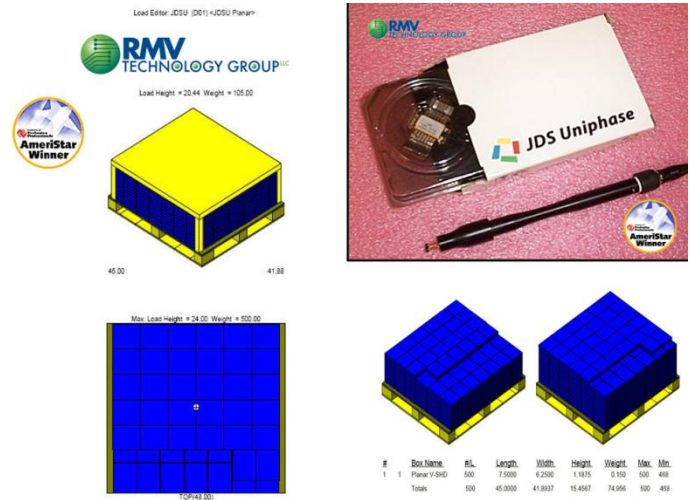 Load Editor: JDSU (D01) <JDSU Planar>
RMV
TECHNOLOGY GROUP LLC
Load Height = 20.44 Weight = 105.00
AmeriStar
Winner
45.00
41.88
RMV
TECHNOLOGY GROUP
JDS Uniphase
AmeriStar
Winner
Max. Load Height = 24.00 Weight = 500.00
TOP(48.00)
# Box Name #/L Length Width Height Weight Max Min
1 1 Planar V-SHD 500 7.5000 6.2500 1.1875 0.150 500 468
Totals 500 45.0000 41.8937 15.4567 74.956 500 468